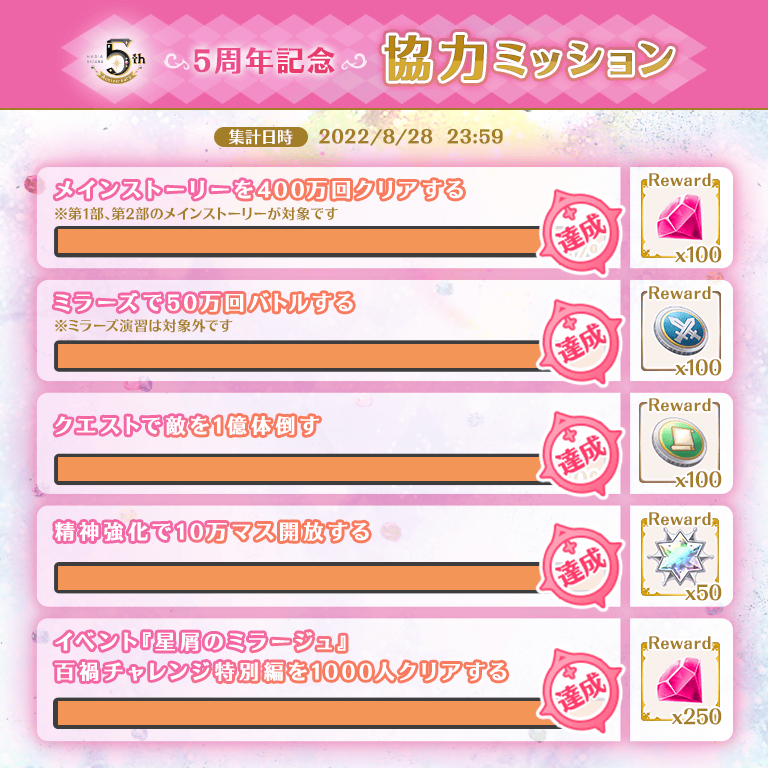 5th
Anniversary
5周年記念 協力ミッション
集計日時 2022/8/28 23:59
メインストーリーを400万回クリアする
※第1部、第2部のメインストーリーが対象です
達成
Reward
x100
ミラーズで50万回バトルする
※ミラーズ演習は対象外です
達成
Reward
x100
クエストで敵を1億体倒す
達成
Reward
x100
精神強化で10万マス開放する
達成
Reward
x50
イベント『星屑のミラージュ』
百禍チャレンジ特別編を1000人クリアする
達成
Reward
x250